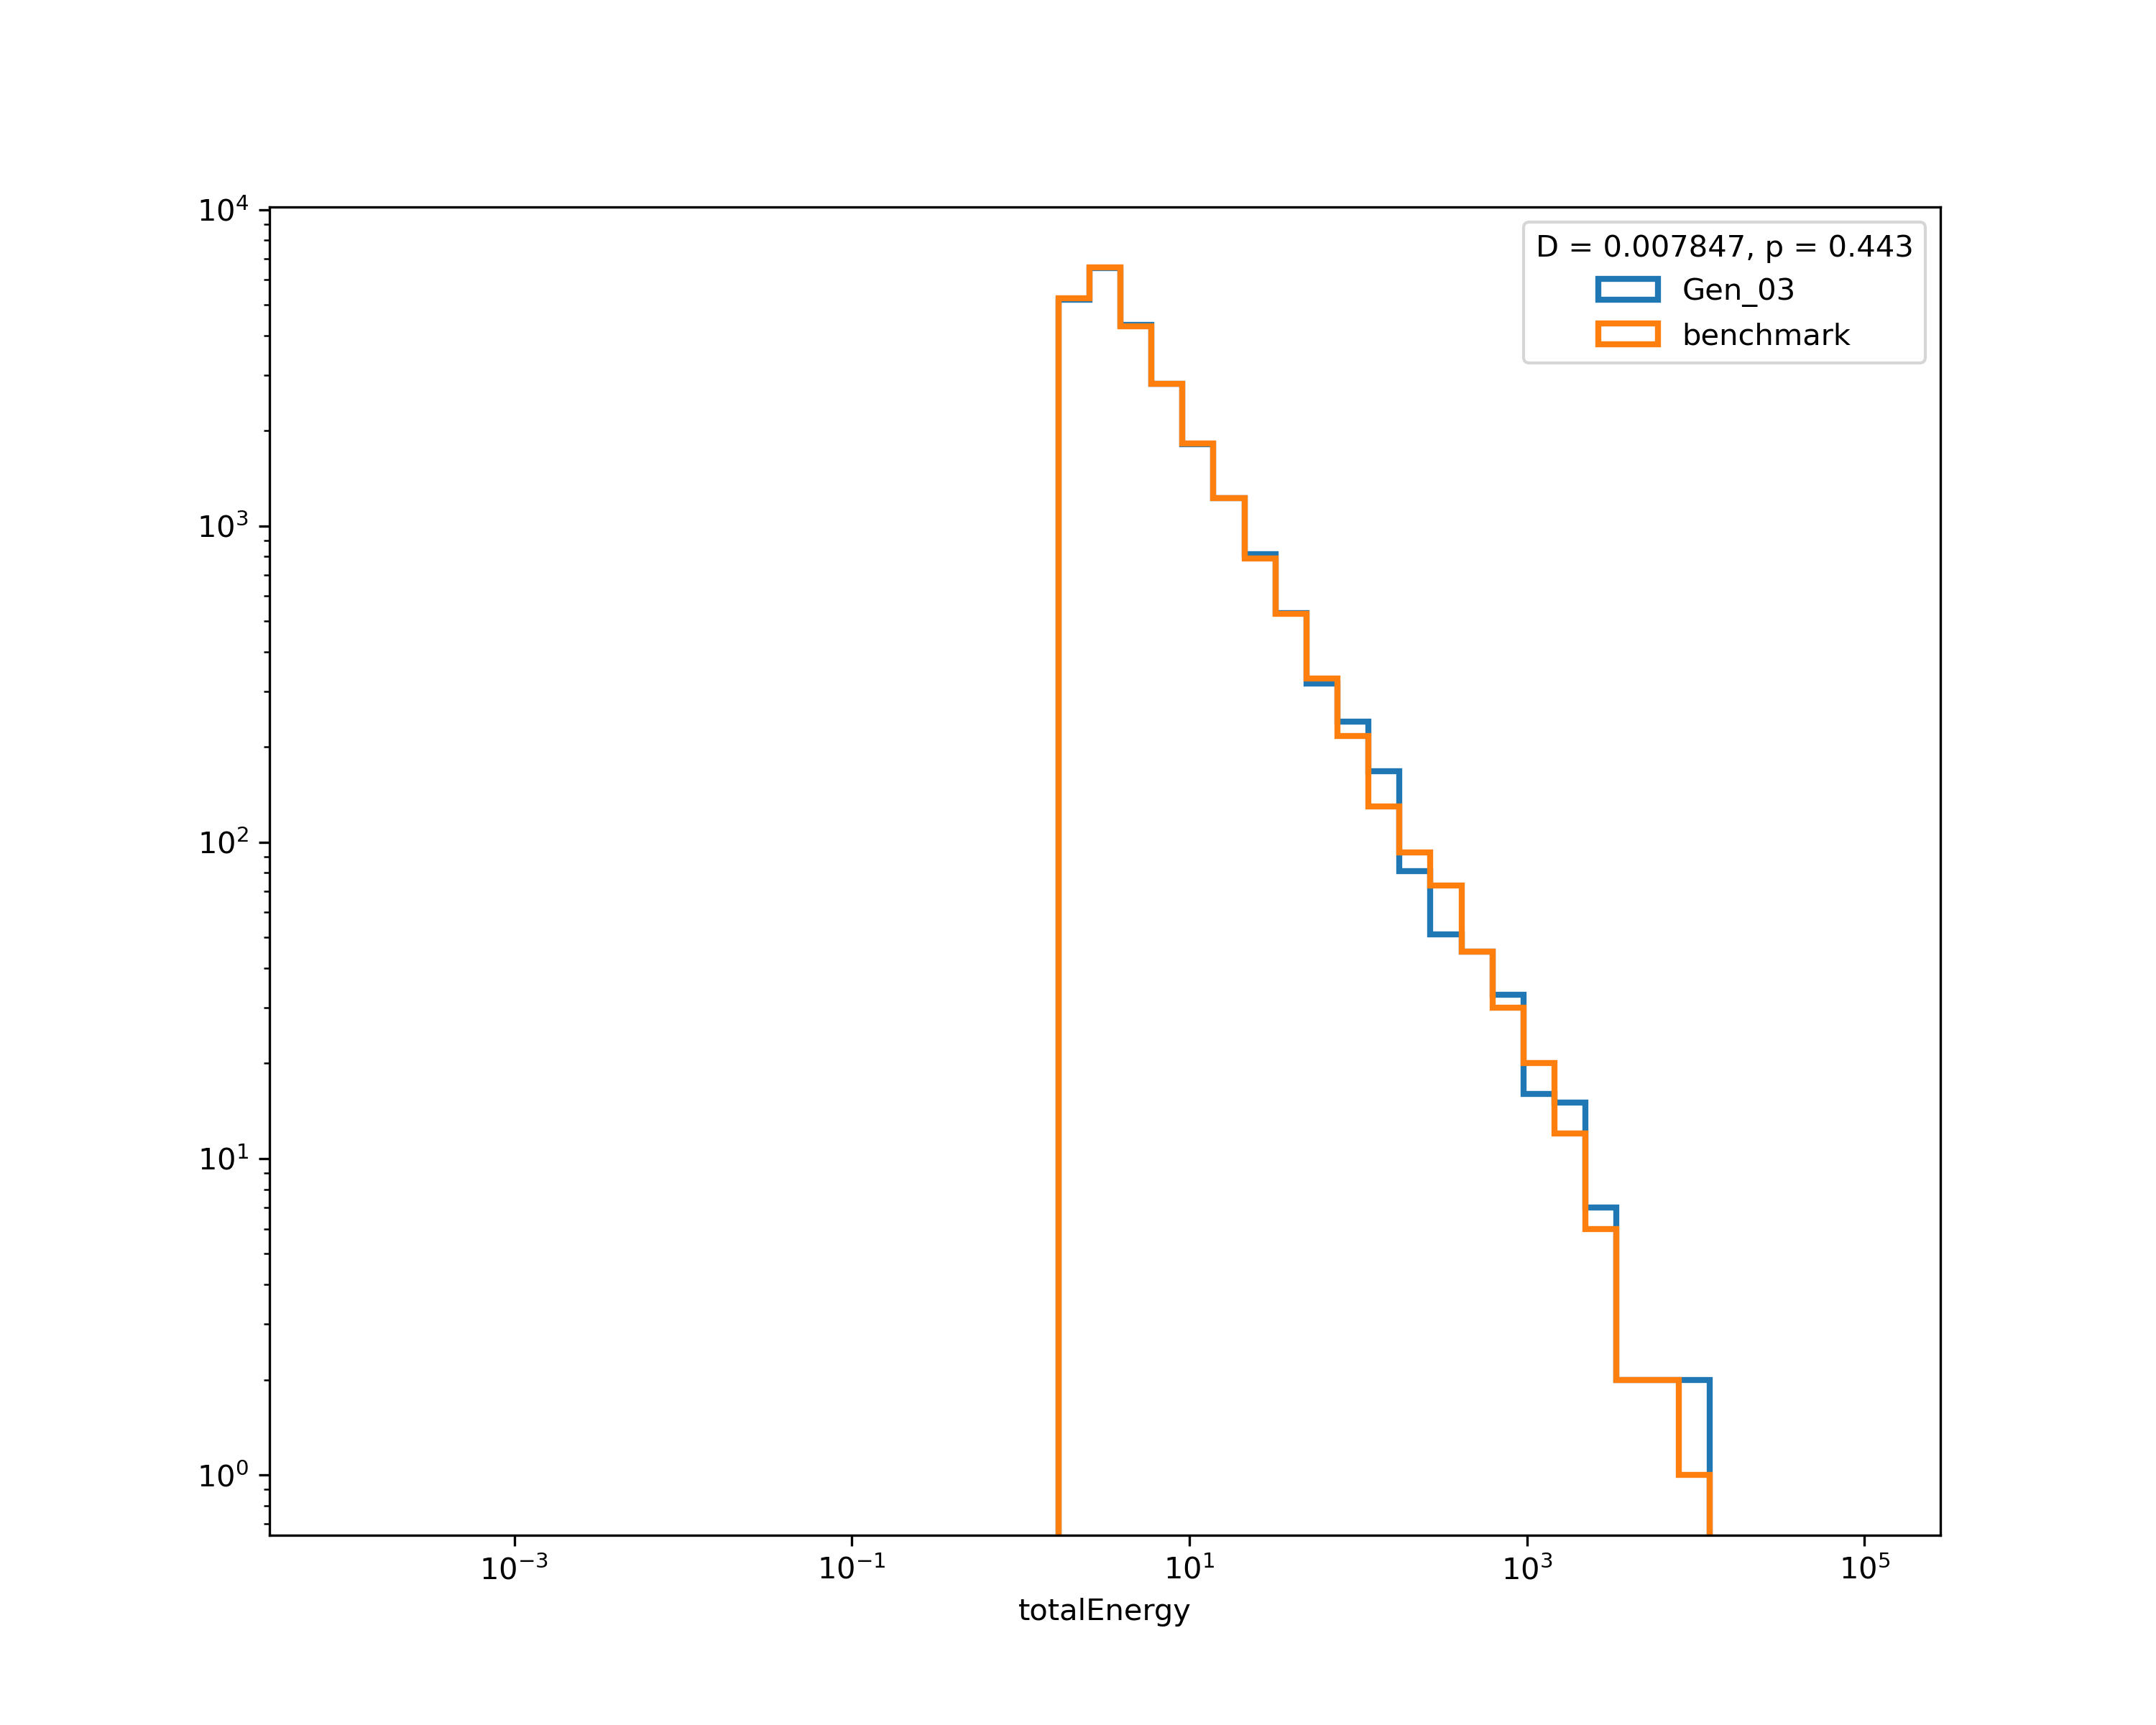 D = 0.007847, p = 0.443
Gen_03
benchmark
10⁴
10³
10²
10¹
10⁰
10⁻³ 10⁻¹ 10¹ 10³ 10⁵
totalEnergy